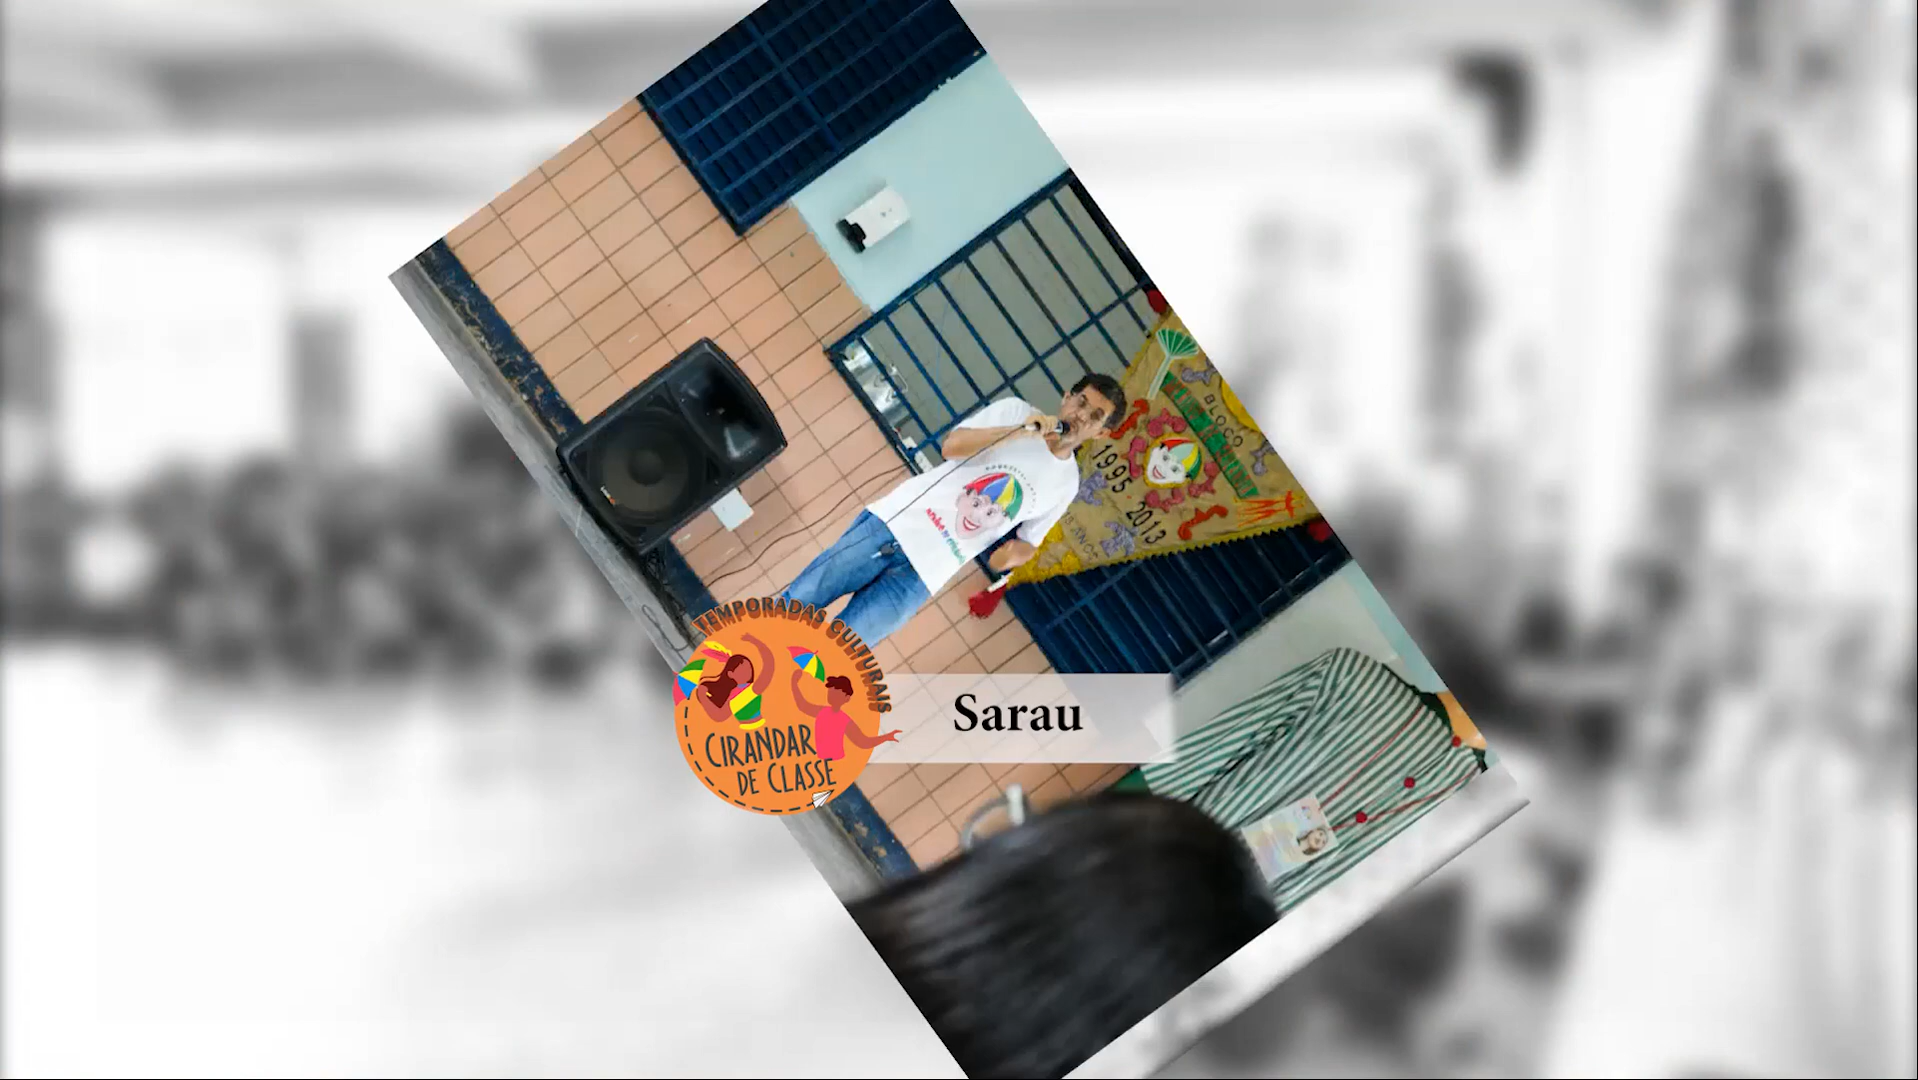 BLOCO
1995 2013
TEMPORADAS CULTURAIS
CIRANDAR
DE CLASSE
Sarau